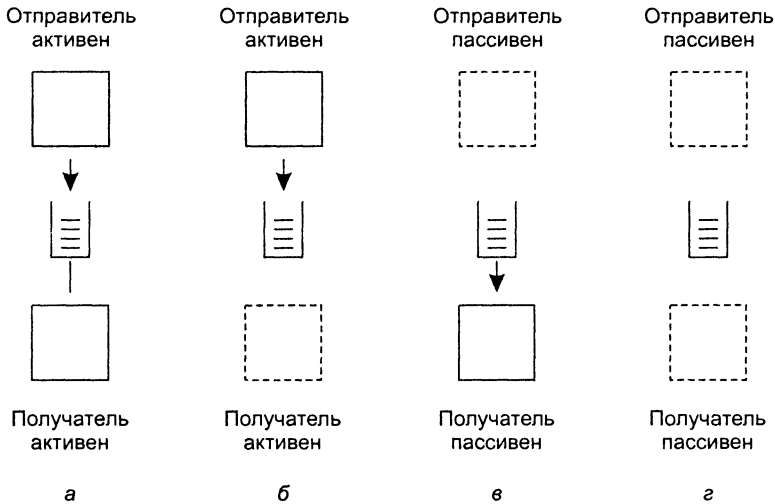 Отправитель
активен
Отправитель
активен
Отправитель
пассивен
Отправитель
пассивен
Получатель
активен
Получатель
активен
Получатель
пассивен
Получатель
пассивен
а
б
в
г